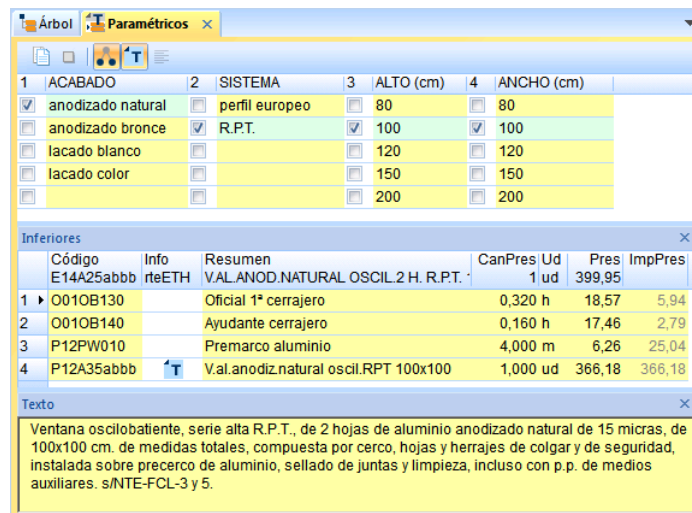 Árbol Paramétricos
1 ACABADO 2 SISTEMA 3 ALTO (cm) 4 ANCHO (cm)
anodizado natural perfil europeo 80 80
anodizado bronce R.P.T. 100 100
lacado blanco 120 120
lacado color 150 150
200 200
Inferiores
Código Info Resumen CanPres Ud Pres ImpPres
E14A25abbb rteETH V.AL.ANOD.NATURAL OSCIL.2 H. R.P.T. 1 ud 399,95
1 O01OB130 Oficial 1ª cerrajero 0,320 h 18,57 5,94
2 O01OB140 Ayudante cerrajero 0,160 h 17,46 2,79
3 P12PW010 Premarco aluminio 4,000 m 6,26 25,04
4 P12A35abbb T V.al.anodiz.natural oscil.RPT 100x100 1,000 ud 366,18 366,18
Texto
Ventana oscilobatiente, serie alta R.P.T., de 2 hojas de aluminio anodizado natural de 15 micras, de
100x100 cm. de medidas totales, compuesta por cerco, hojas y herrajes de colgar y de seguridad,
instalada sobre precerco de aluminio, sellado de juntas y limpieza, incluso con p.p. de medios
auxiliares. s/NTE-FCL-3 y 5.